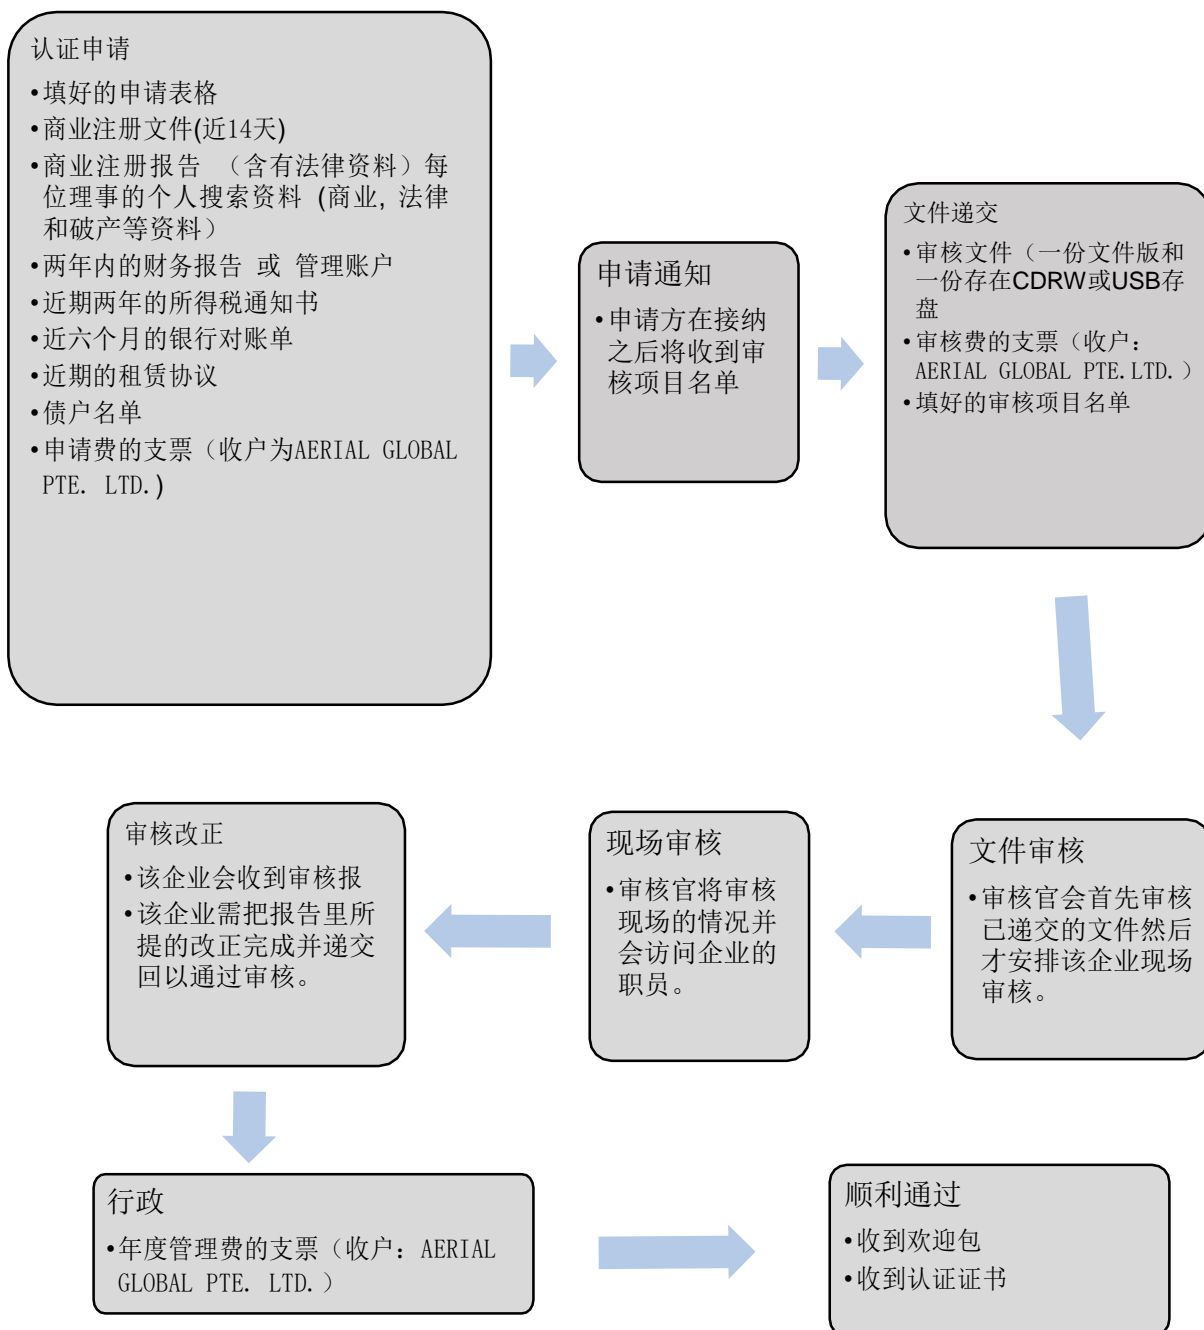 认证申请
•填好的申请表格
•商业注册文件(近14天)
•商业注册报告 （含有法律资料）每
位理事的个人搜索资料 (商业, 法律
和破产等资料）
•两年内的财务报告 或 管理账户
•近期两年的所得税通知书
•近六个月的银行对账单
•近期的租赁协议
•债户名单
•申请费的支票（收户为AERIAL GLOBAL
PTE. LTD.)
申请通知
•申请方在接纳
之后将收到审
核项目名单
文件递交
•审核文件（一份文件版和
一份存在CDRW或USB存
盘
•审核费的支票（收户：
AERIAL GLOBAL PTE.LTD.）
•填好的审核项目名单
文件审核
•审核官会首先审核
已递交的文件然后
才安排该企业现场
审核。
现场审核
•审核官将审核
现场的情况并
会访问企业的
职员。
审核改正
•该企业会收到审核报
•该企业需把报告里所
提的改正完成并递交
回以通过审核。
行政
•年度管理费的支票（收户：AERIAL
GLOBAL PTE. LTD.）
顺利通过
•收到欢迎包
•收到认证证书